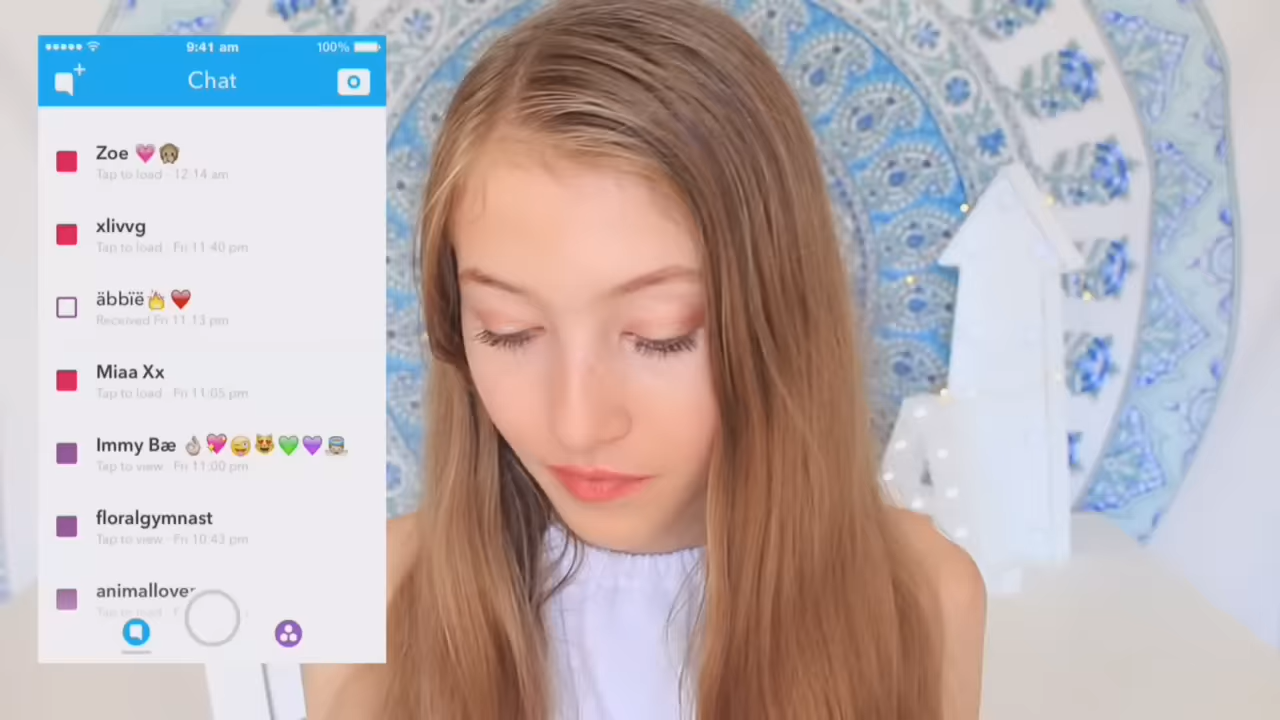 9:41 am
100%
Chat
Zoe 💗🙊
Tap to load - 12:14 am
xlivvg
Tap to load - Fri 11:40 pm
äbbïë🔥❤️
Received Fri 11:13 pm
Miaa Xx
Tap to load - Fri 11:05 pm
Immy Bæ 👌🏻💖😜😻💚💜
Tap to view - Fri 11:00 pm
floralgymnast
Tap to view - Fri 10:43 pm
animallover